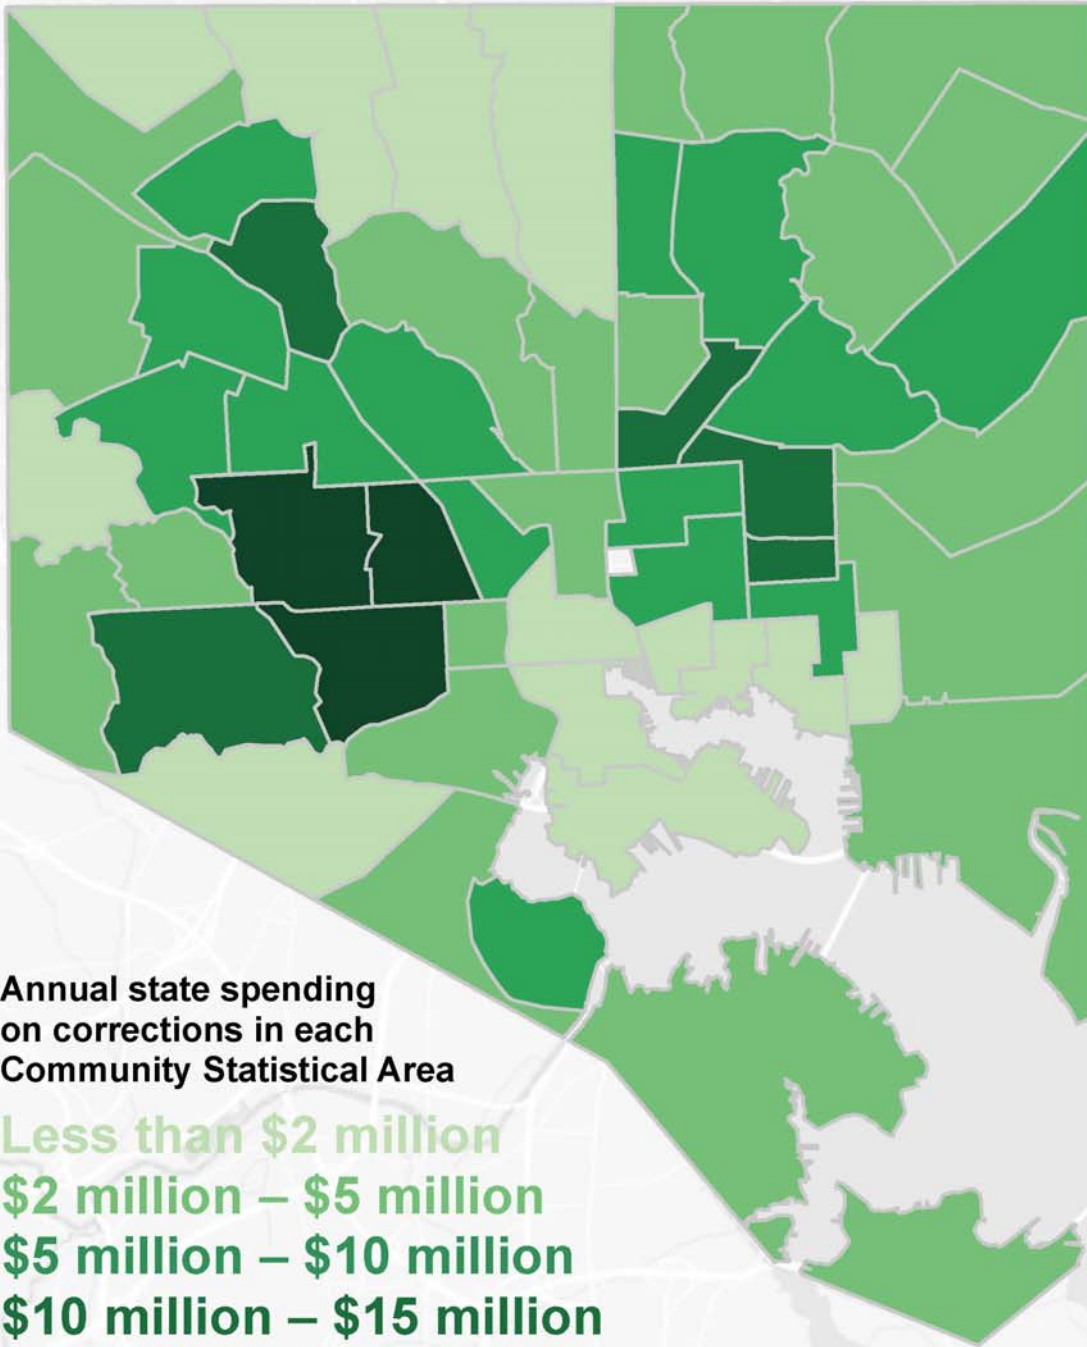 Annual state spending
on corrections in each
Community Statistical Area
Less than $2 million
$2 million – $5 million
$5 million – $10 million
$10 million – $15 million